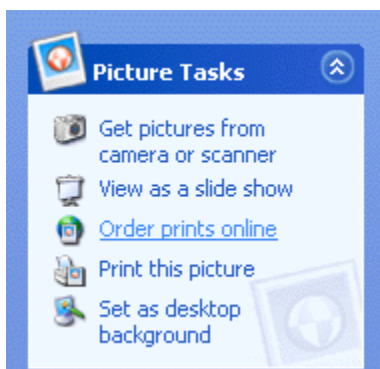 Picture Tasks
Get pictures from
camera or scanner
View as a slide show
Order prints online
Print this picture
Set as desktop
background